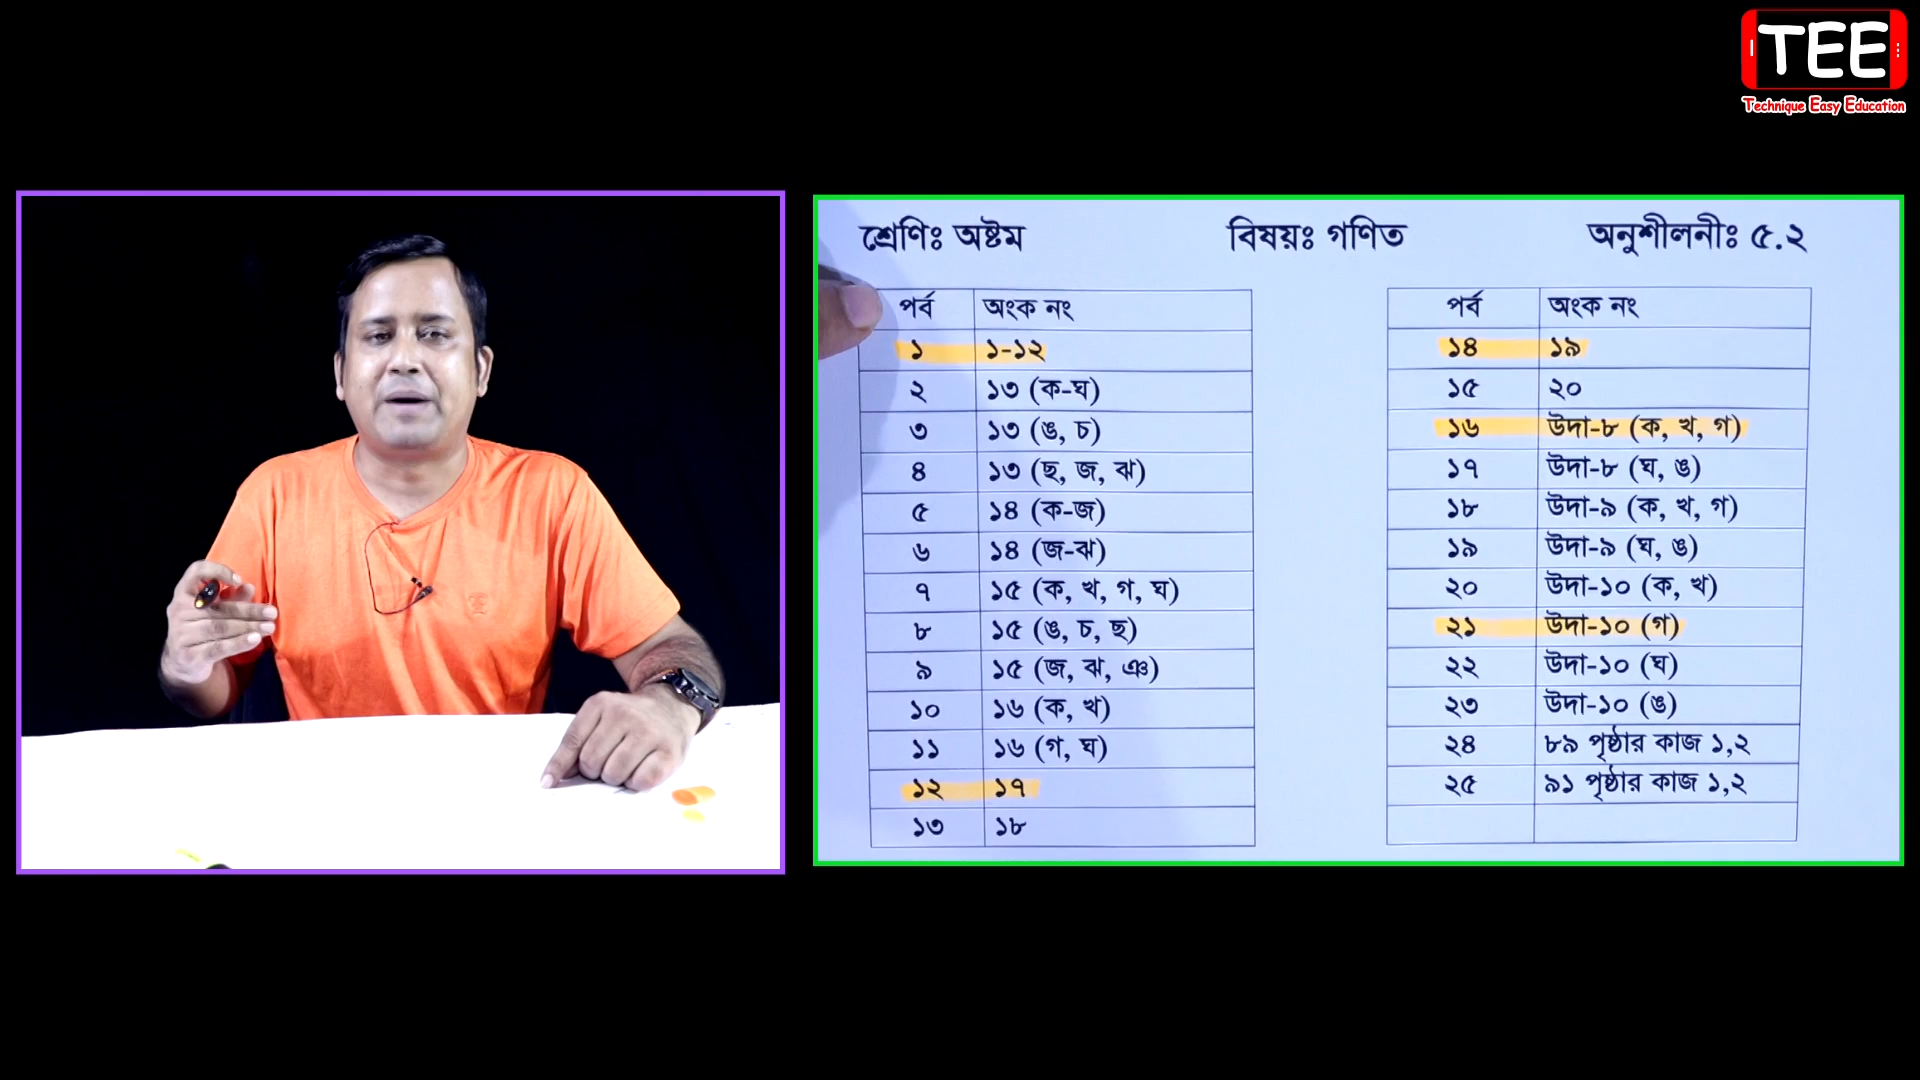 TEE
Technique Easy Education
শ্রেণিঃ অষ্টম বিষয়ঃ গণিত অনুশীলনীঃ ৫.২
পর্ব অংক নং
১ ১-১২
২ ১৩ (ক-ঘ)
৩ ১৩ (ঙ, চ)
৪ ১৩ (ছ, জ, ঝ)
৫ ১৪ (ক-জ)
৬ ১৪ (জ-ঝ)
৭ ১৫ (ক, খ, গ, ঘ)
৮ ১৫ (ঙ, চ, ছ)
৯ ১৫ (জ, ঝ, ঞ)
১০ ১৬ (ক, খ)
১১ ১৬ (গ, ঘ)
১২ ১৭
১৩ ১৮
পর্ব অংক নং
১৪ ১৯
১৫ ২০
১৬ উদা-৮ (ক, খ, গ)
১৭ উদা-৮ (ঘ, ঙ)
১৮ উদা-৯ (ক, খ, গ)
১৯ উদা-৯ (ঘ, ঙ)
২০ উদা-১০ (ক, খ)
২১ উদা-১০ (গ)
২২ উদা-১০ (ঘ)
২৩ উদা-১০ (ঙ)
২৪ ৮৯ পৃষ্ঠার কাজ ১,২
২৫ ৯১ পৃষ্ঠার কাজ ১,২